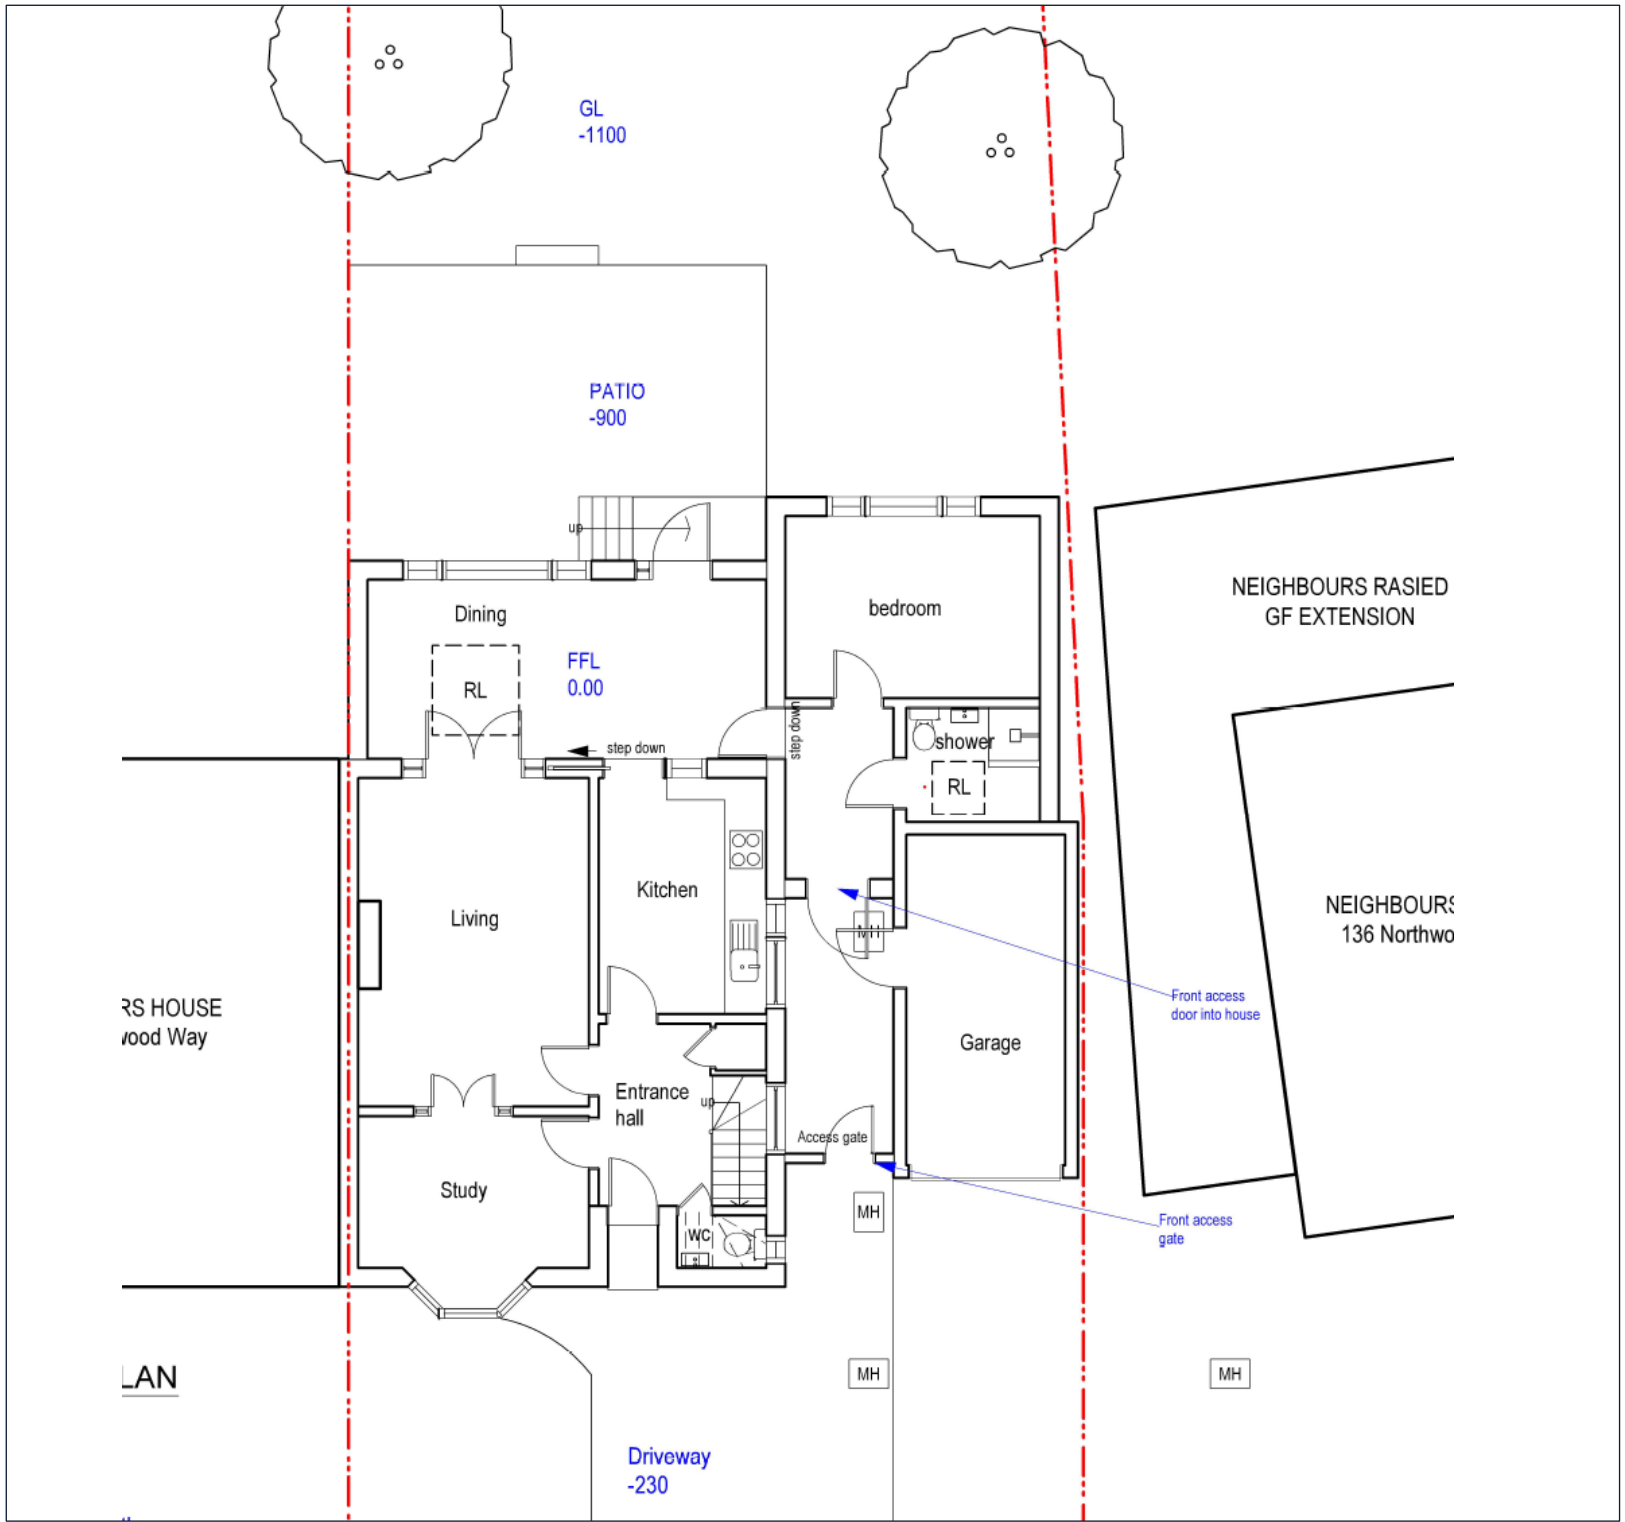 GL
-1100
PATIO
-900
up
Dining
FFL
0.00
RL
step down
step down
bedroom
shower
RL
NEIGHBOURS RASIED
GF EXTENSION
Kitchen
Living
MH
NEIGHBOURS
136 Northwo
RS HOUSE
wood Way
Front access
door into house
Garage
Entrance
hall
up
Access gate
Study
WC
MH
Front access
gate
LAN
MH
MH
Driveway
-230